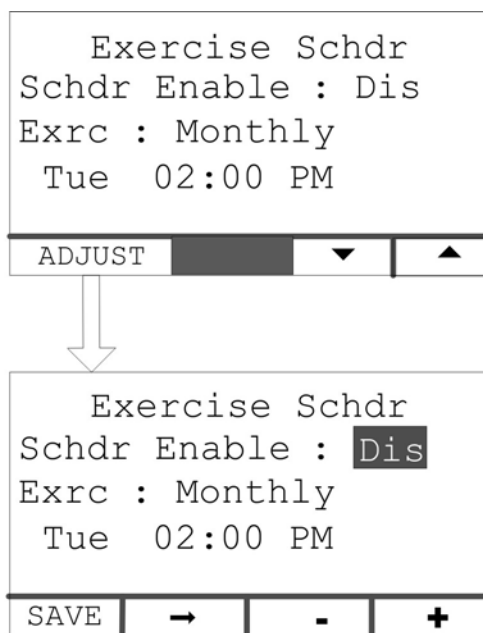 Exercise Schdr
Schdr Enable : Dis
Exrc : Monthly
Tue 02:00 PM
ADJUST ▼ ▲
Exercise Schdr
Schdr Enable : Dis
Exrc : Monthly
Tue 02:00 PM
SAVE → - +